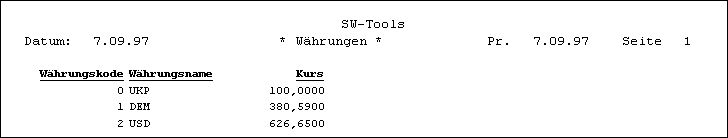 SW-Tools
Datum: 7.09.97 * Währungen * Pr. 7.09.97 Seite 1
Währungskode Währungsname Kurs
0 UKP 100,0000
1 DEM 380,5900
2 USD 626,6500